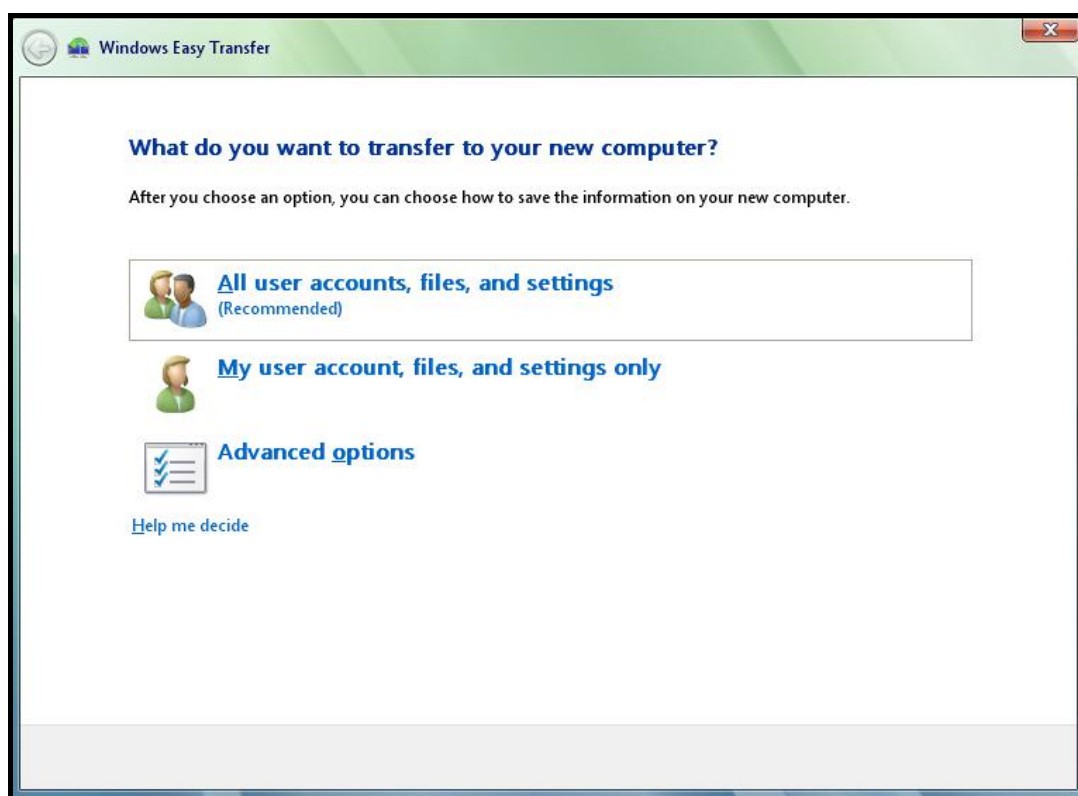 Windows Easy Transfer
What do you want to transfer to your new computer?
After you choose an option, you can choose how to save the information on your new computer.
All user accounts, files, and settings
(Recommended)
My user account, files, and settings only
Advanced options
Help me decide